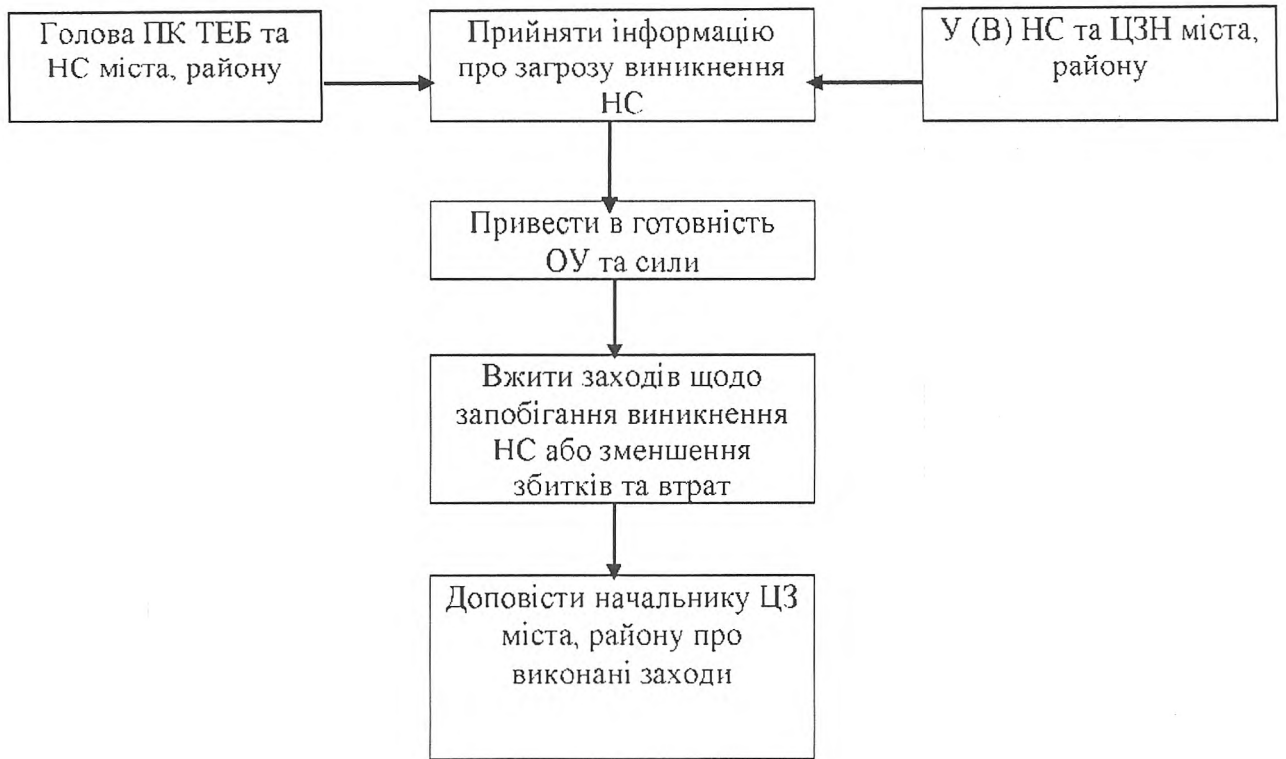 Голова ПК ТЕБ та
НС міста, району
Прийняти інформацію
про загрозу виникнення
НС
У (В) НС та ЦЗН міста,
району
Привести в готовність
ОУ та сили
Вжити заходів щодо
запобігання виникнення
НС або зменшення
збитків та втрат
Доповісти начальнику ЦЗ
міста, району про
виконані заходи